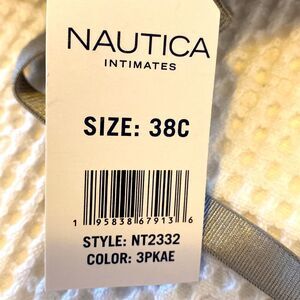 NAUTICA
INTIMATES
SIZE: 38C
1 95838 67913 6
STYLE: NT2332
COLOR: 3PKAE